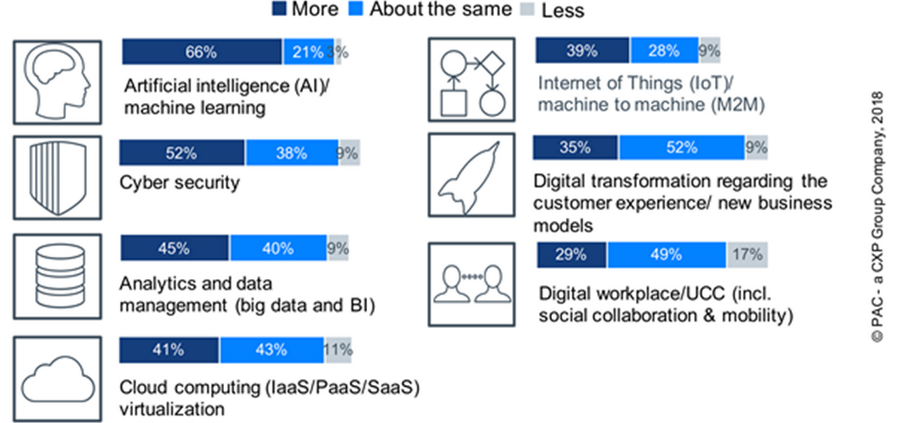 More About the same Less
66% 21% 3%
Artificial intelligence (AI)/
machine learning
52% 38% 9%
Cyber security
45% 40% 9%
Analytics and data
management (big data and BI)
41% 43% 11%
Cloud computing (IaaS/PaaS/SaaS)
virtualization
39% 28% 9%
Internet of Things (IoT)/
machine to machine (M2M)
35% 52% 9%
Digital transformation regarding the
customer experience/ new business
models
29% 49% 17%
Digital workplace/UCC (incl.
social collaboration & mobility)
© PAC - a CXP Group Company, 2018